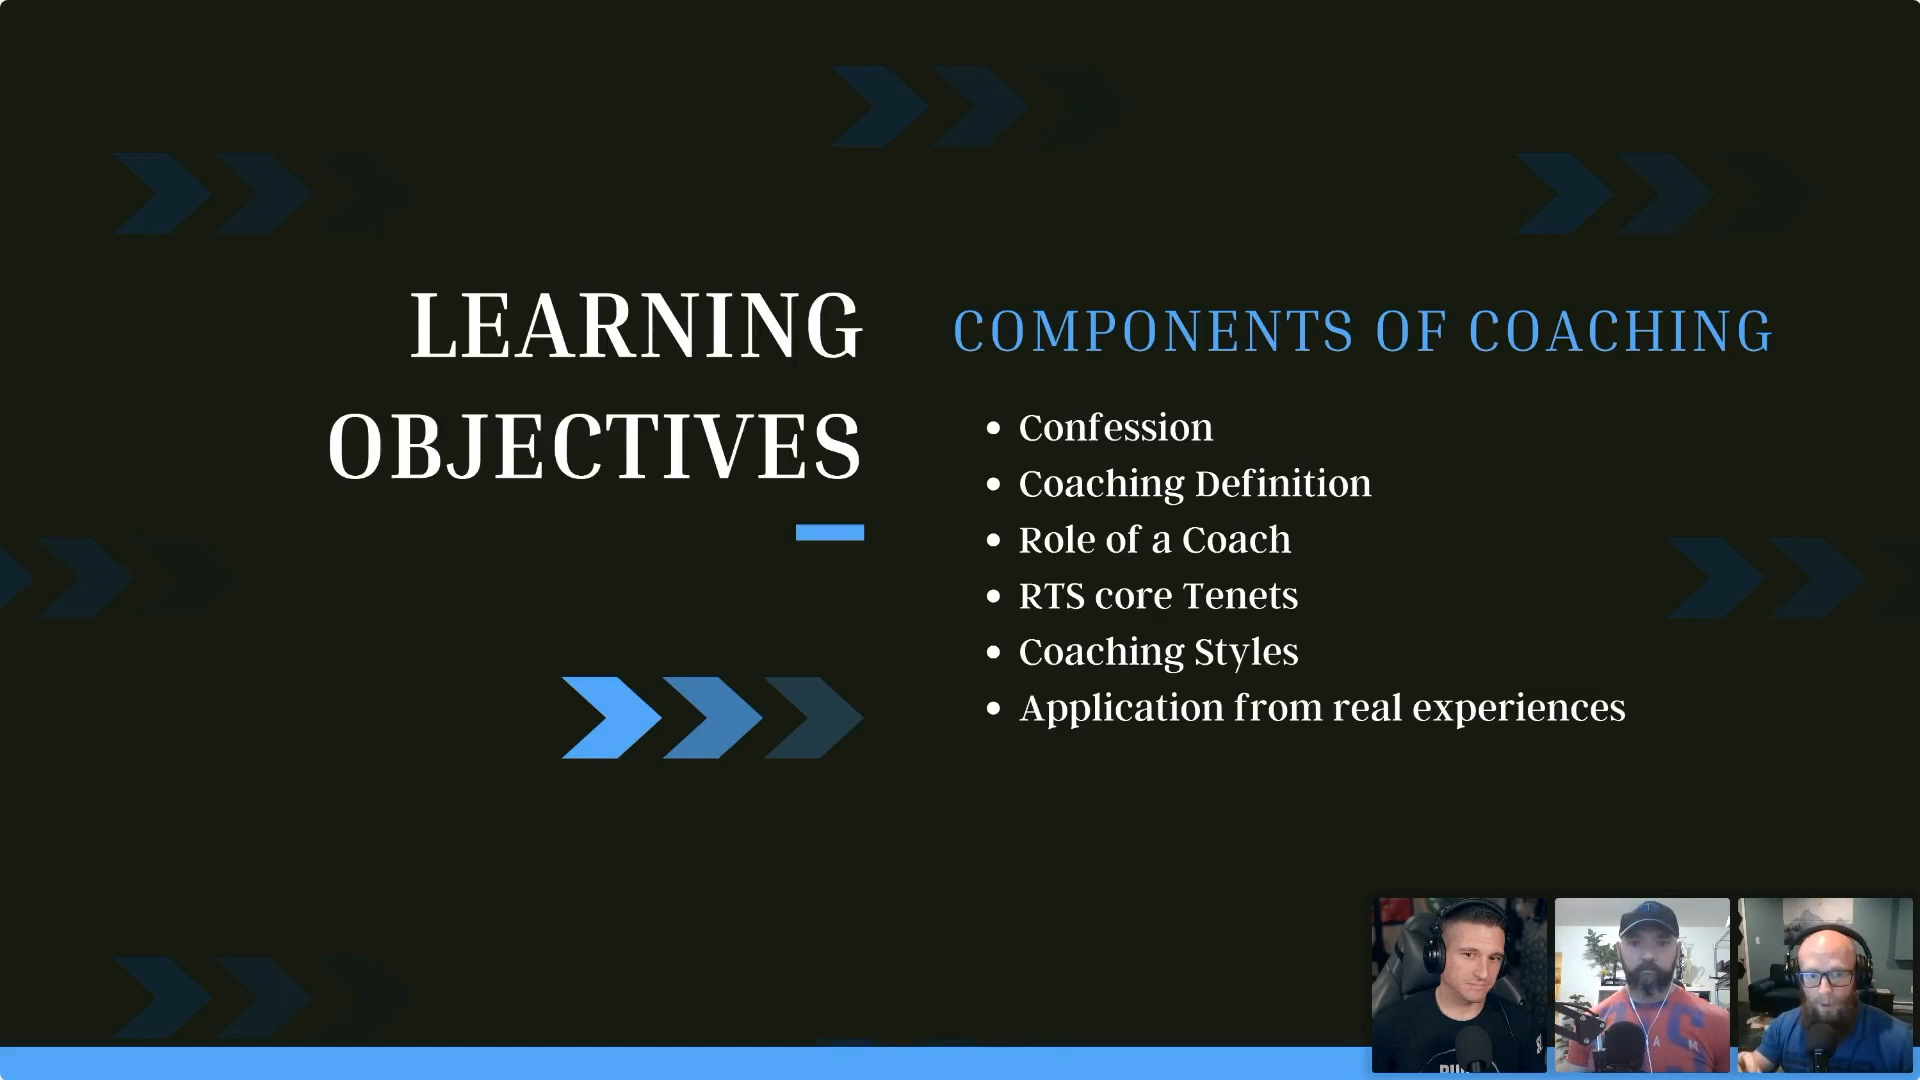 LEARNING
OBJECTIVES
COMPONENTS OF COACHING
• Confession
• Coaching Definition
• Role of a Coach
• RTS core Tenets
• Coaching Styles
• Application from real experiences